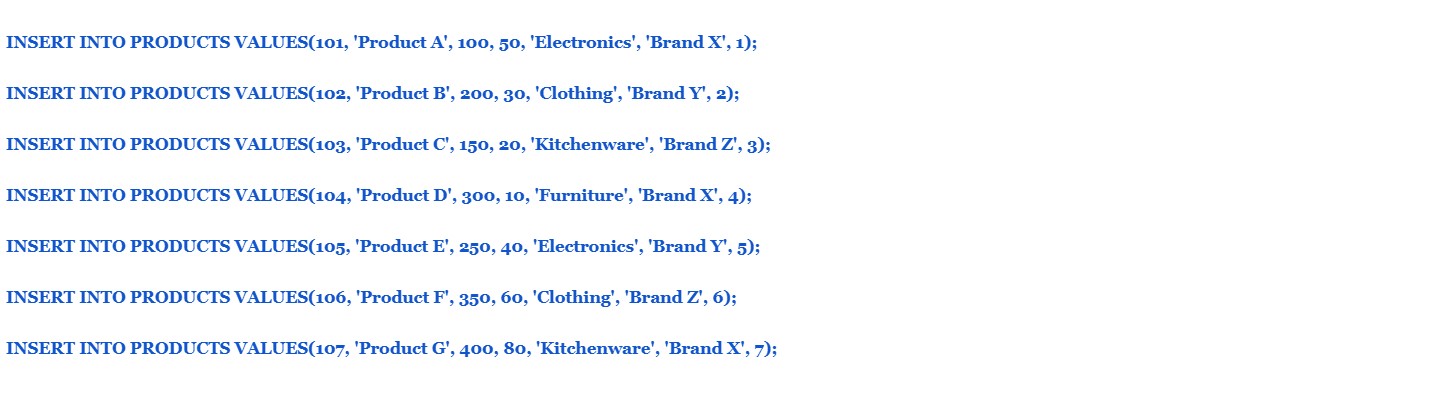 INSERT INTO PRODUCTS VALUES(101, 'Product A', 100, 50, 'Electronics', 'Brand X', 1);
INSERT INTO PRODUCTS VALUES(102, 'Product B', 200, 30, 'Clothing', 'Brand Y', 2);
INSERT INTO PRODUCTS VALUES(103, 'Product C', 150, 20, 'Kitchenware', 'Brand Z', 3);
INSERT INTO PRODUCTS VALUES(104, 'Product D', 300, 10, 'Furniture', 'Brand X', 4);
INSERT INTO PRODUCTS VALUES(105, 'Product E', 250, 40, 'Electronics', 'Brand Y', 5);
INSERT INTO PRODUCTS VALUES(106, 'Product F', 350, 60, 'Clothing', 'Brand Z', 6);
INSERT INTO PRODUCTS VALUES(107, 'Product G', 400, 80, 'Kitchenware', 'Brand X', 7);